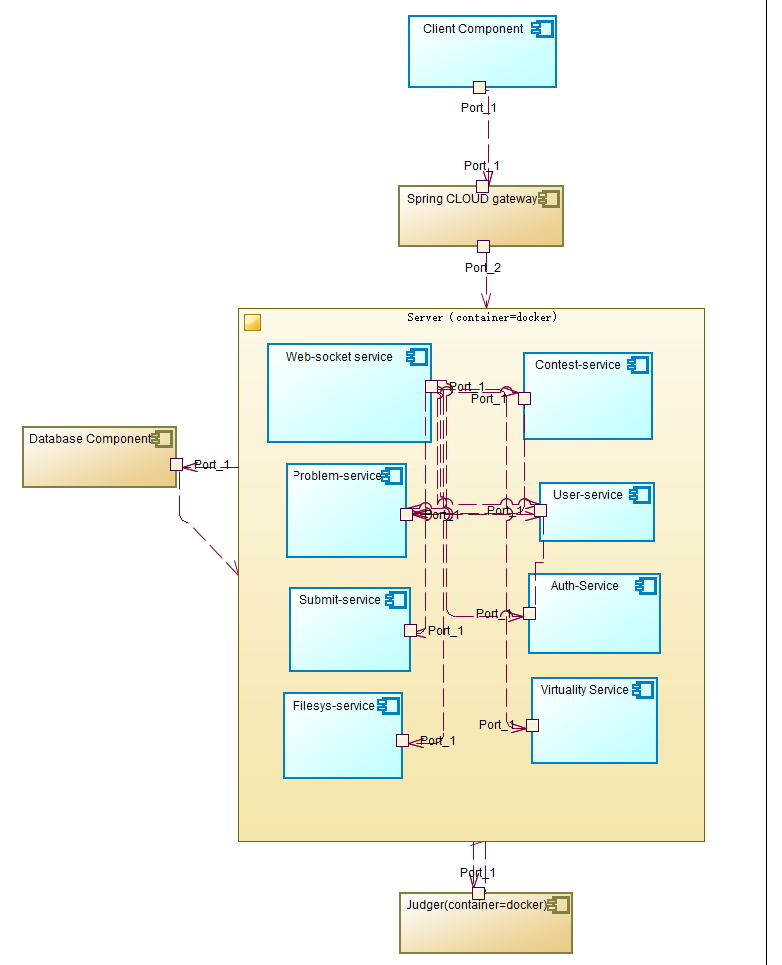 Client Component
Port_1
Port_1
Spring CLOUD gateway
Port_2
Server (container=docker)
Web-socket service
Port_1
Contest-service
Port_1
Database Component
Port_1
Problem-service
Port_1
User-service
Port_1
Submit-service
Port_1
Auth-Service
Port_1
Filesys-service
Port_1
Virtuality Service
Port_1
Port_1
Judger(container=docker)